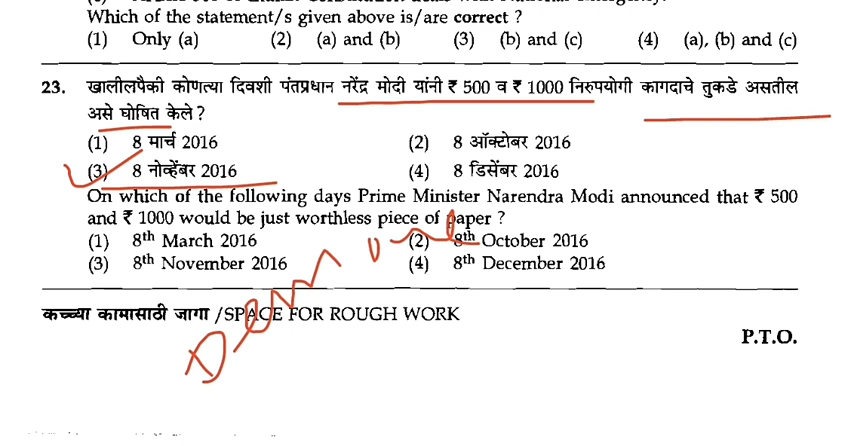 Which of the statement/s given above is/are correct ?
(1) Only (a) (2) (a) and (b) (3) (b) and (c) (4) (a), (b) and (c)
23. खालीलपैकी कोणत्या दिवशी पंतप्रधान नरेंद्र मोदी यांनी ₹ 500 व ₹ 1000 निरुपयोगी कागदाचे तुकडे असतील
असे घोषित केले ?
(1) 8 मार्च 2016 (2) 8 ऑक्टोबर 2016
(3) 8 नोव्हेंबर 2016 (4) 8 डिसेंबर 2016
On which of the following days Prime Minister Narendra Modi announced that ₹ 500
and ₹ 1000 would be just worthless piece of paper ?
(1) 8th March 2016 (2) 8th October 2016
(3) 8th November 2016 (4) 8th December 2016
कच्च्या कामासाठी जागा /SPACE FOR ROUGH WORK
P.T.O.